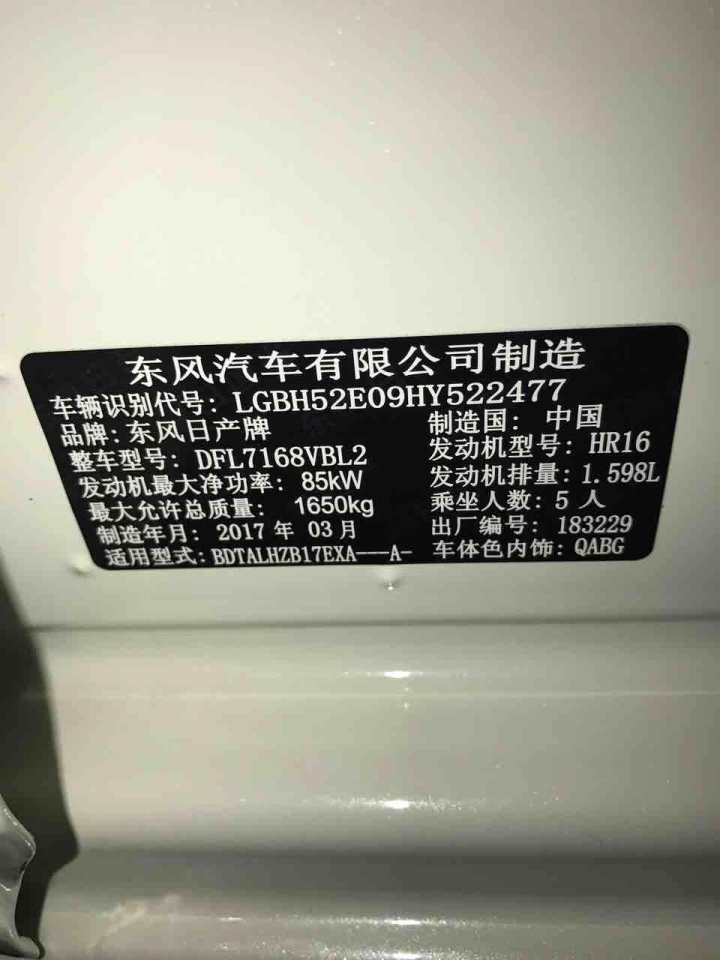 东风汽车有限公司制造
车辆识别代号: LGBH52E09HY522477
品牌: 东风日产牌 制造国: 中国
整车型号: DFL7168VBL2 发动机型号: HR16
发动机最大净功率: 85kW 发动机排量: 1.598L
最大允许总质量: 1650kg 乘坐人数: 5 人
制造年月: 2017 年 03 月 出厂编号: 183229
适用型式: BDTALHZB17EXA——A- 车体色内饰: QABG